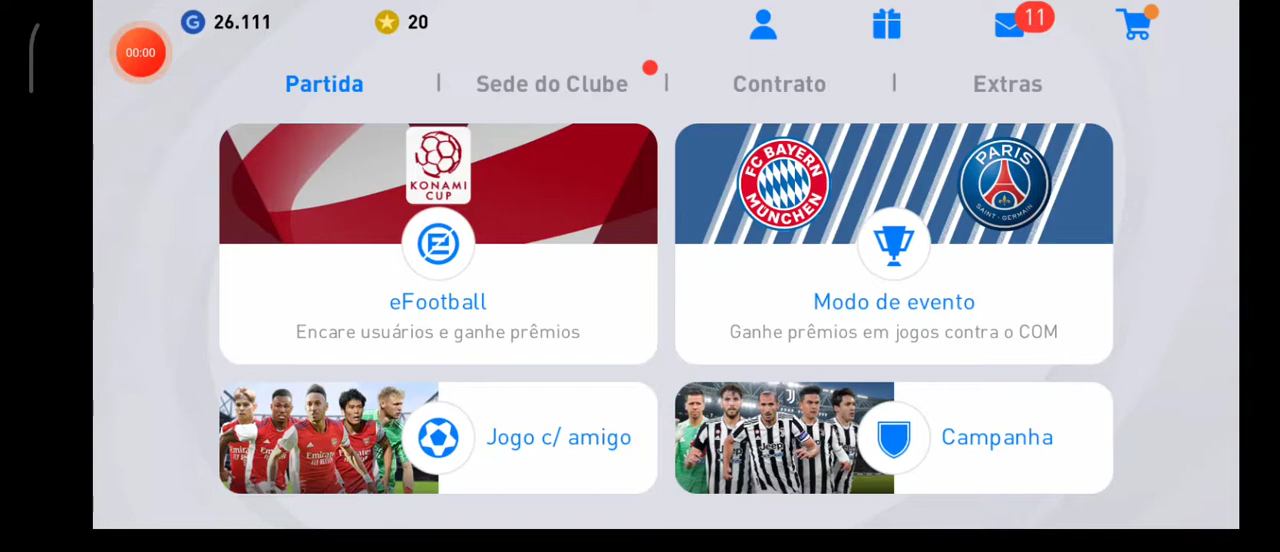 G 26.111
20
11
00:00
Partida
Sede do Clube
Contrato
Extras
KONAMI
CUP
FC BAYERN
MÜNCHEN
PARIS
SAINT-GERMAIN
eFootball
Encare usuários e ganhe prêmios
Modo de evento
Ganhe prêmios em jogos contra o COM
Jogo c/ amigo
Jeep
Campanha